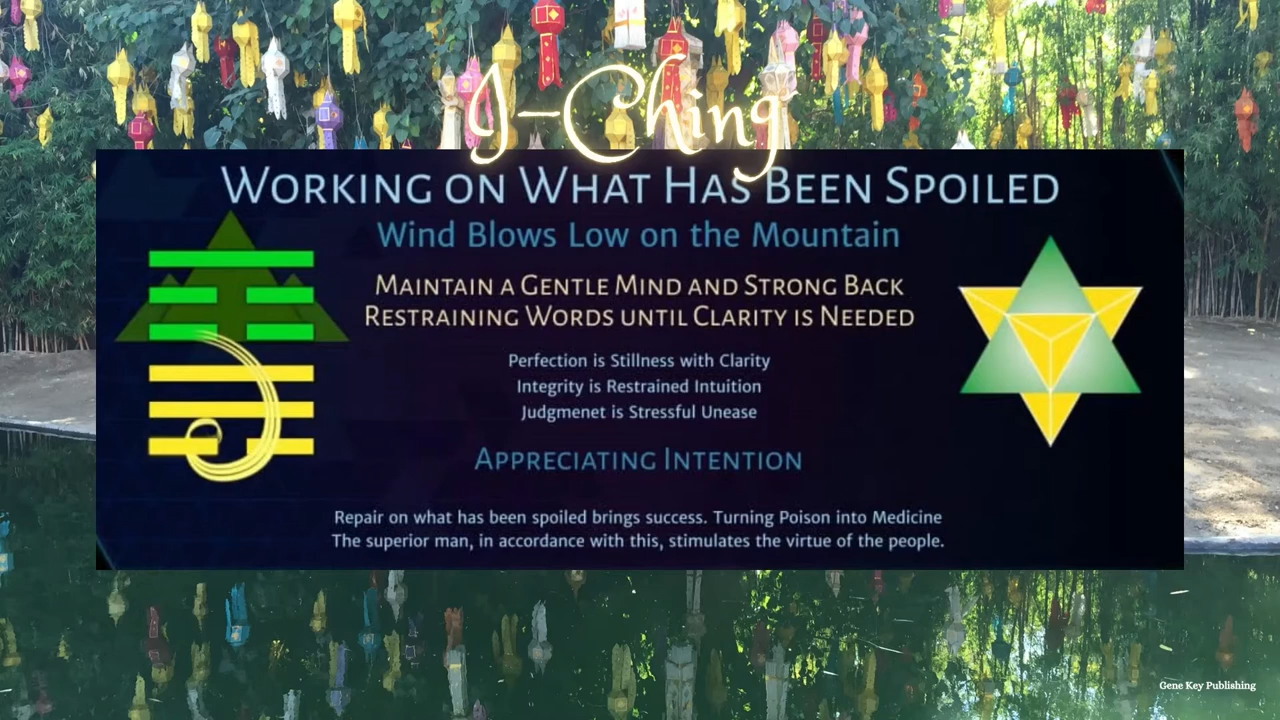 I-Ching
Working on What Has Been Spoiled
Wind Blows Low on the Mountain
Maintain a Gentle Mind and Strong Back
Restraining Words until Clarity is Needed
Perfection is Stillness with Clarity
Integrity is Restrained Intuition
Judgmenet is Stressful Unease
Appreciating Intention
Repair on what has been spoiled brings success. Turning Poison into Medicine
The superior man, in accordance with this, stimulates the virtue of the people.
Gene Key Publishing